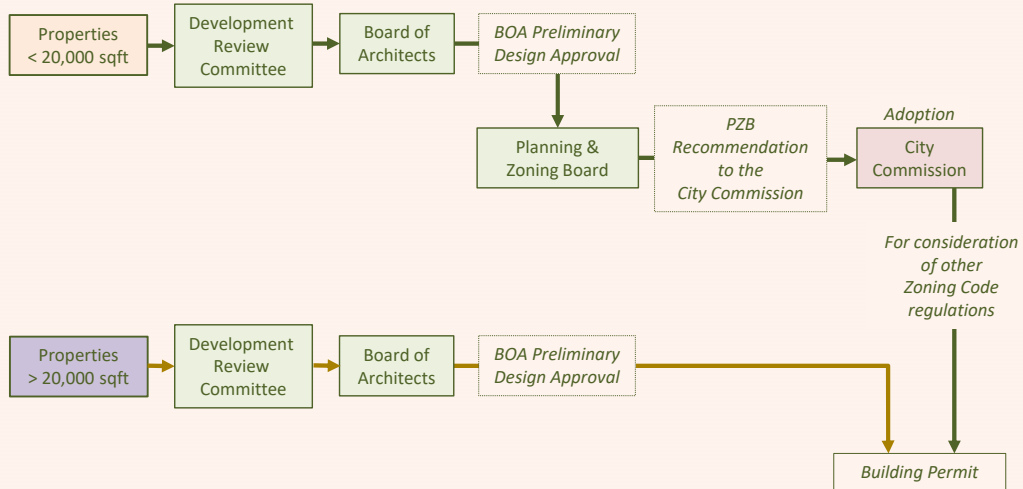 Properties
< 20,000 sqft
Development
Review
Committee
Board of
Architects
BOA Preliminary
Design Approval
Planning &
Zoning Board
PZB
Recommendation
to the
City Commission
Adoption
City
Commission
For consideration
of other
Zoning Code
regulations
Properties
> 20,000 sqft
Development
Review
Committee
Board of
Architects
BOA Preliminary
Design Approval
Building Permit